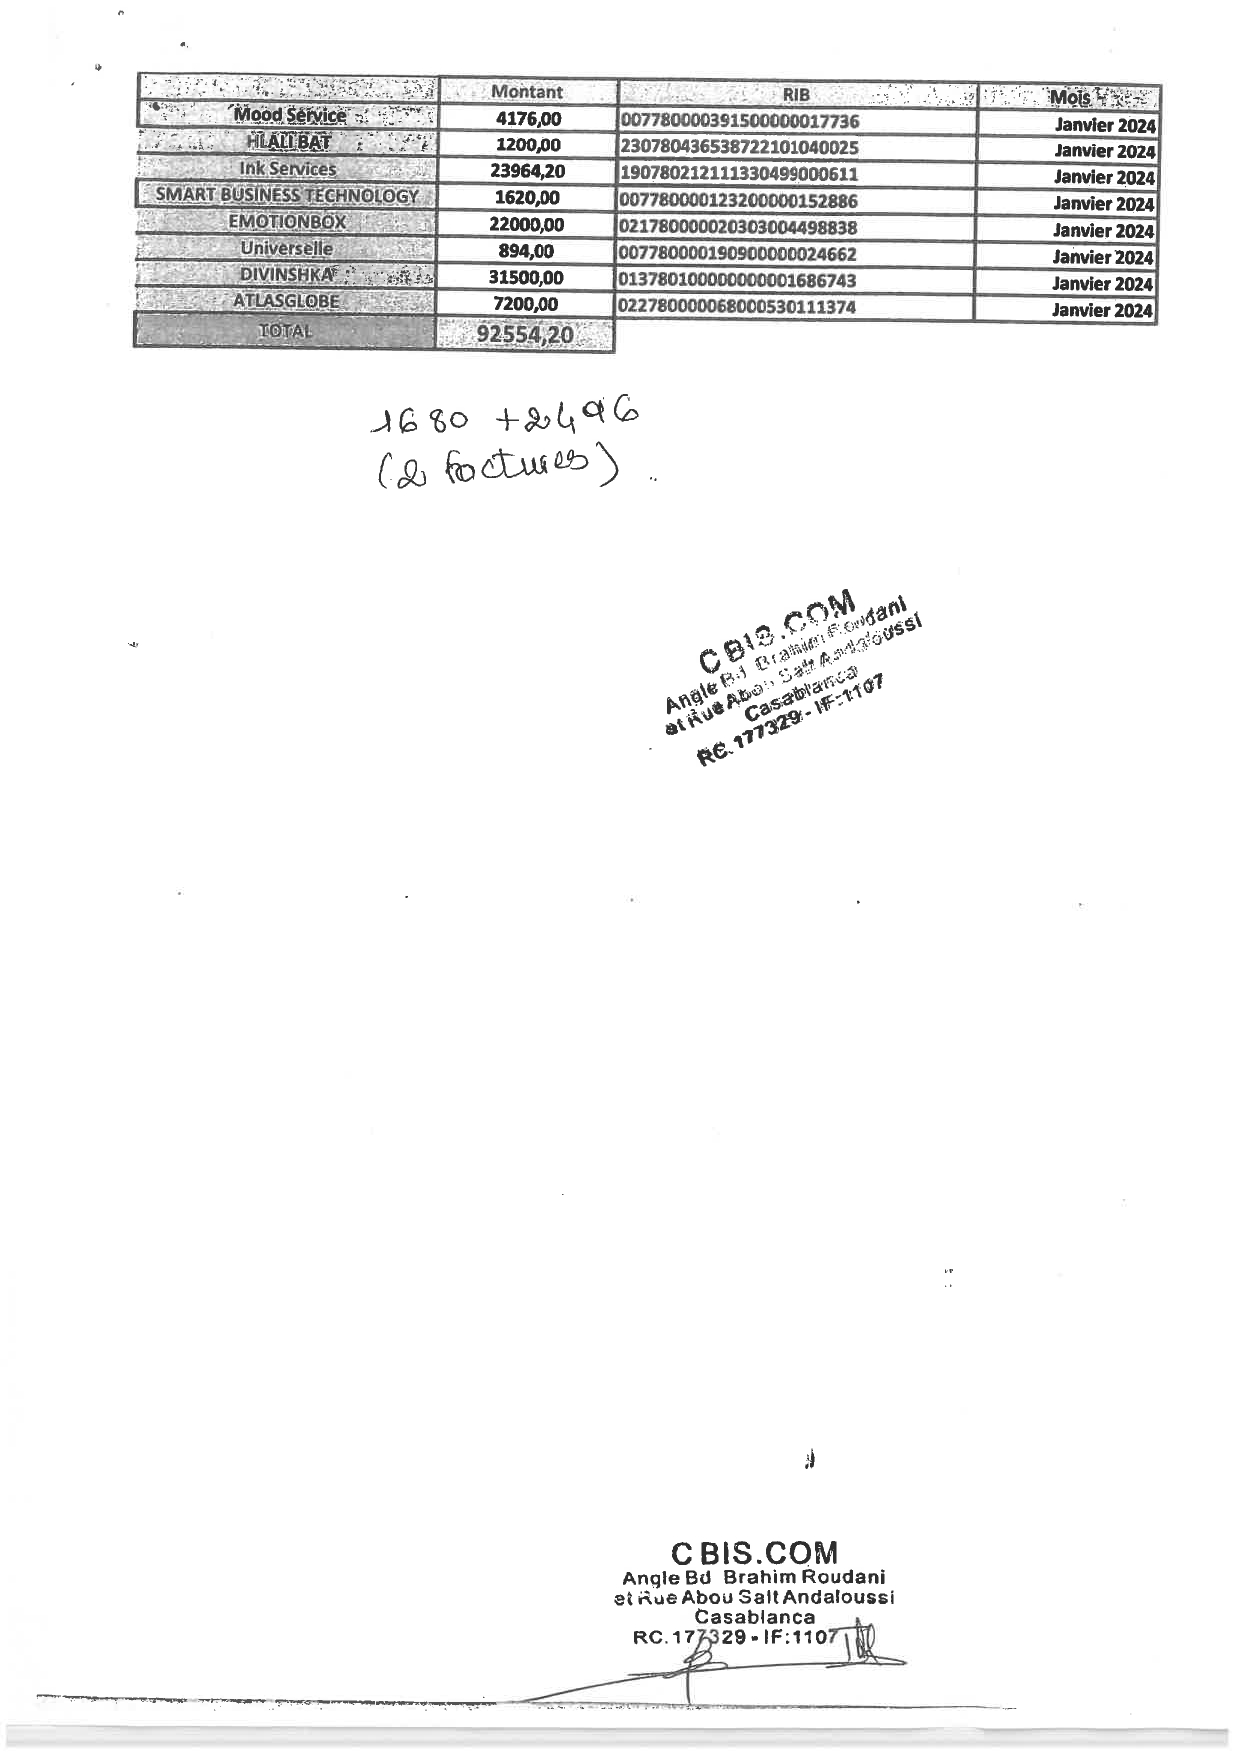 Montant RIB Mois
Mood Service 4176,00 007780000391500000017736 Janvier 2024
HLALI BAT 1200,00 230780436538722101040025 Janvier 2024
Ink Services 23964,20 190780212111330499000611 Janvier 2024
SMART BUSINESS TECHNOLOGY 1620,00 007780000123200000152886 Janvier 2024
EMOTIONBOX 22000,00 021780000020303004498838 Janvier 2024
Universelle 894,00 007780000190900000024662 Janvier 2024
DIVINSHKA 31500,00 013780100000000001686743 Janvier 2024
ATLASGLOBE 7200,00 022780000068000530111374 Janvier 2024
TOTAL 92554,20
1680 + 2496
(2 factures)
CBIS.COM
Angle Bd Brahim Roudani
et Rue Abou Salt Andaloussi
Casablanca
RC.177329 - IF:1107
CBIS.COM
Angle Bd Brahim Roudani
et Rue Abou Salt Andaloussi
Casablanca
RC.177329 - IF:1107